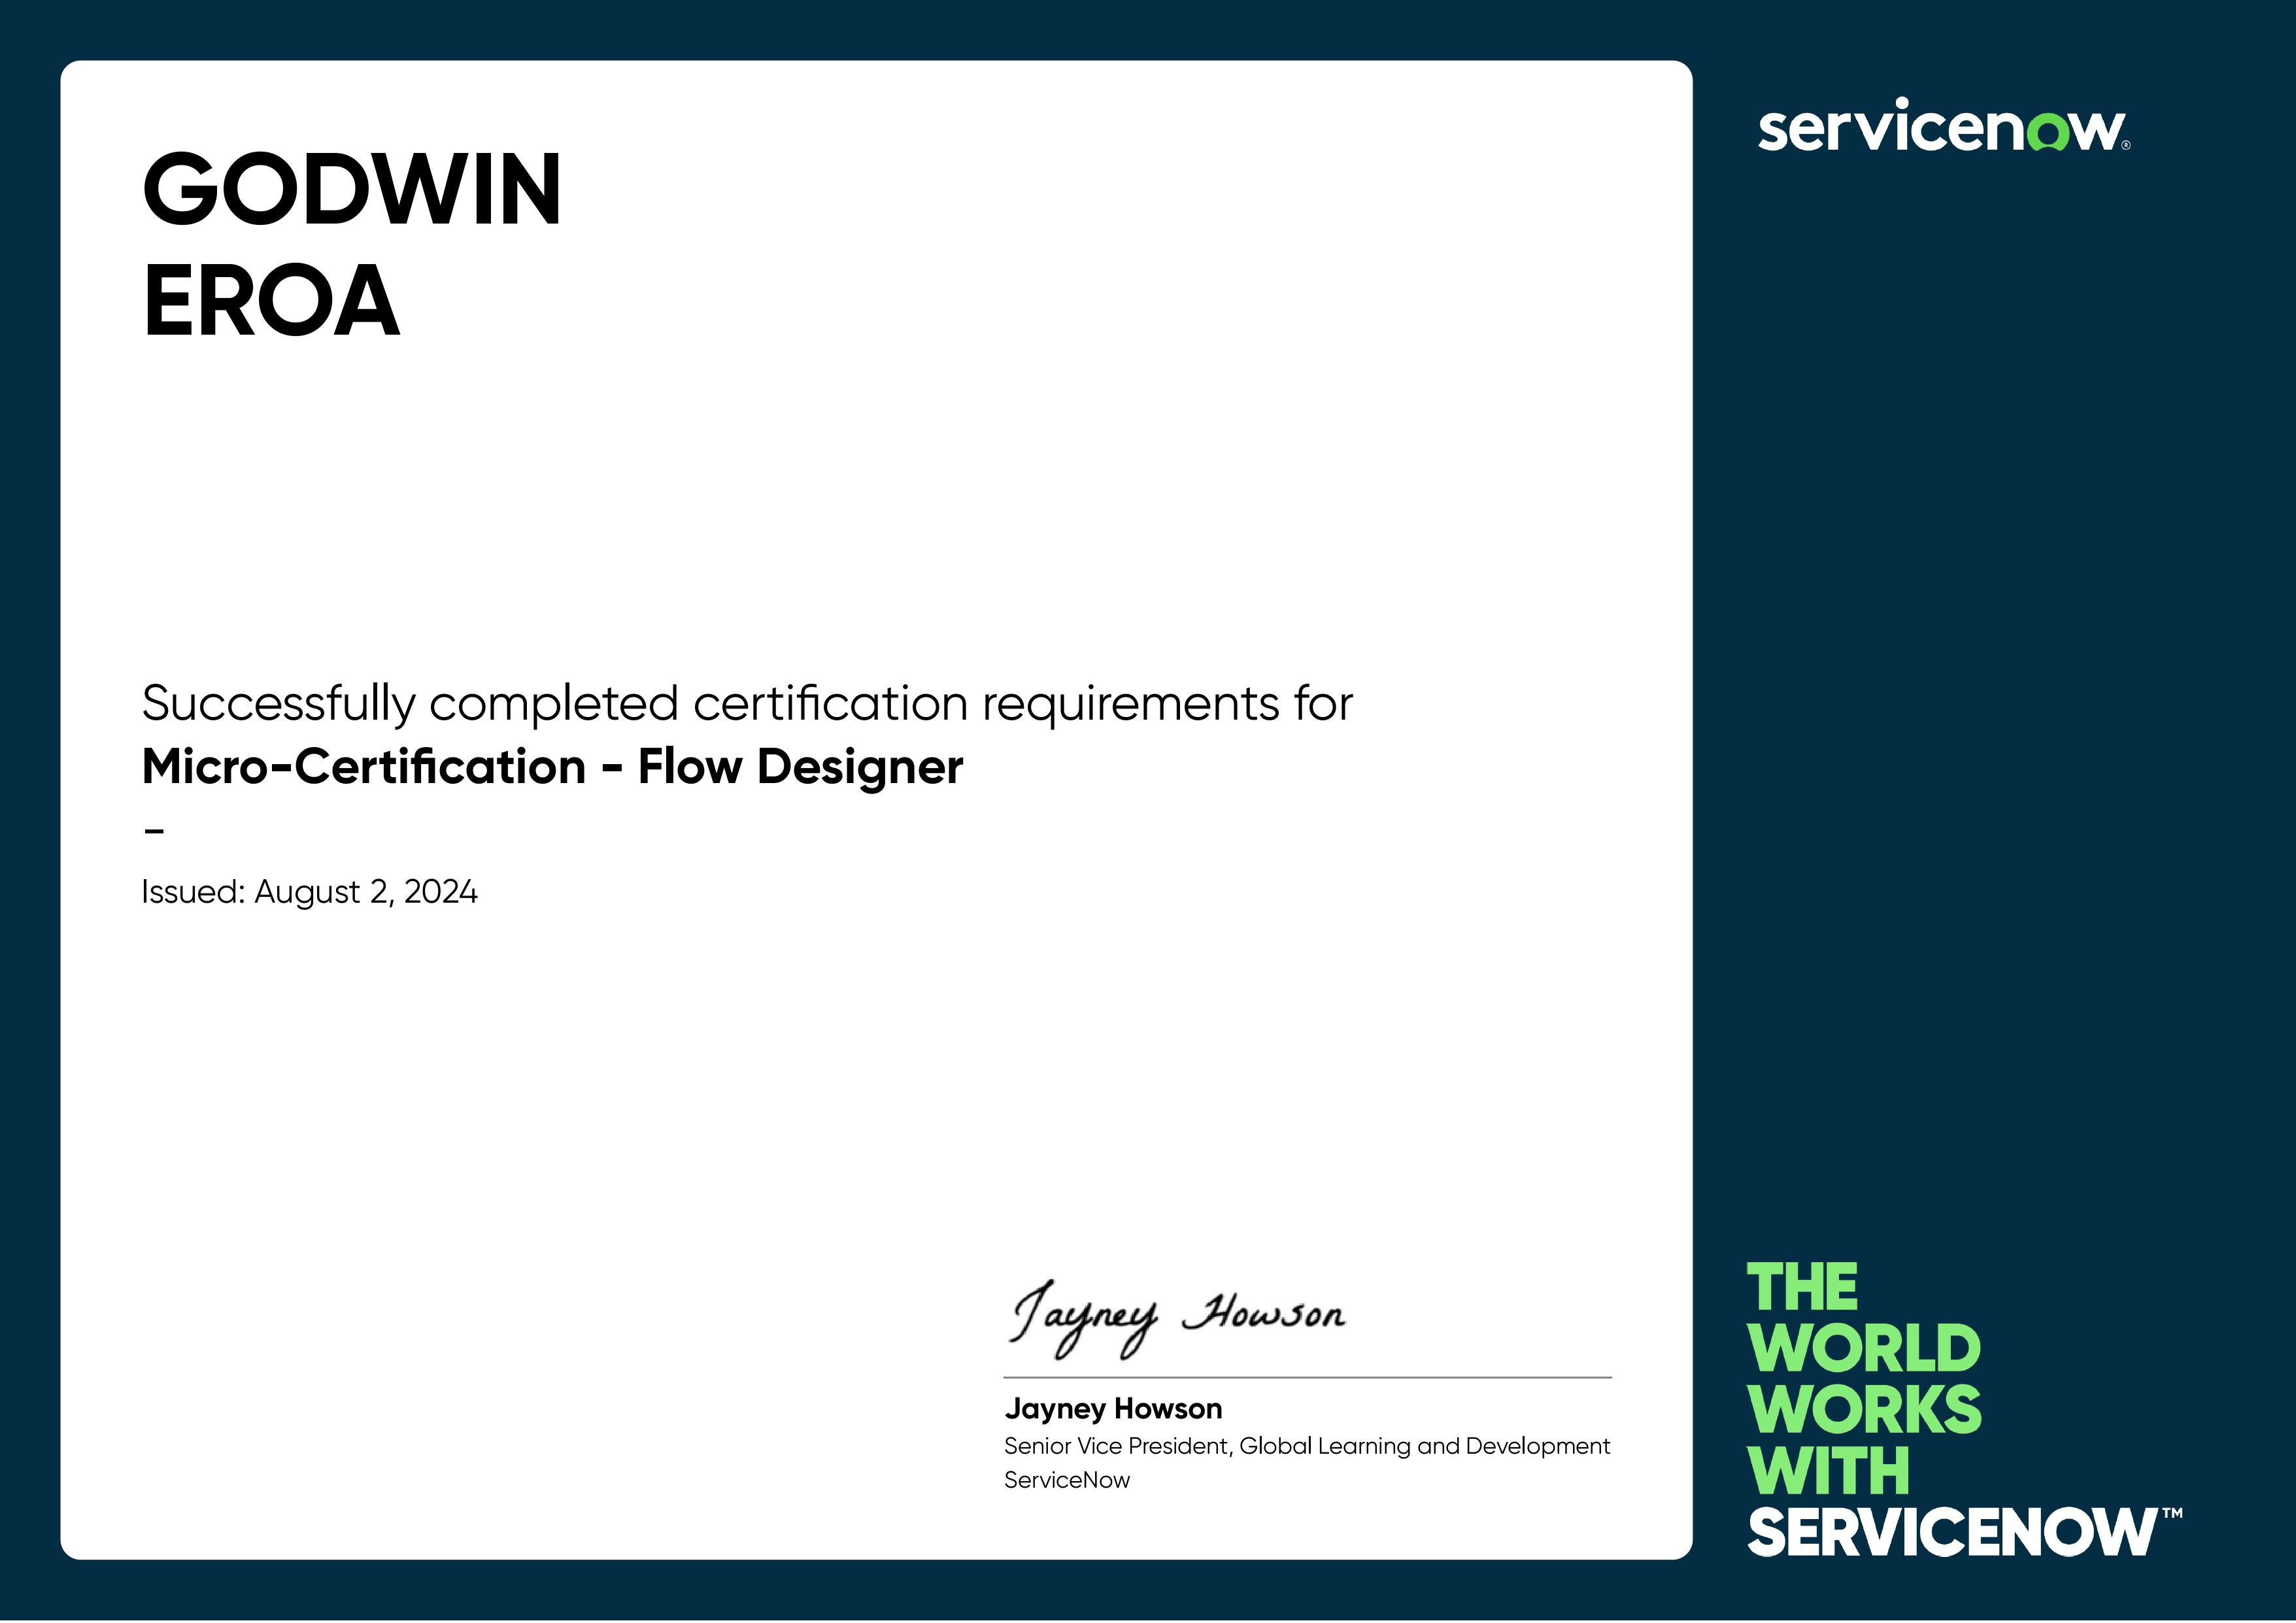 GODWIN
EROA
Successfully completed certification requirements for
Micro-Certification - Flow Designer
-
Issued: August 2, 2024
Jayney Howson
Jayney Howson
Senior Vice President, Global Learning and Development
ServiceNow
servicenow®
THE
WORLD
WORKS
WITH
SERVICENOW™